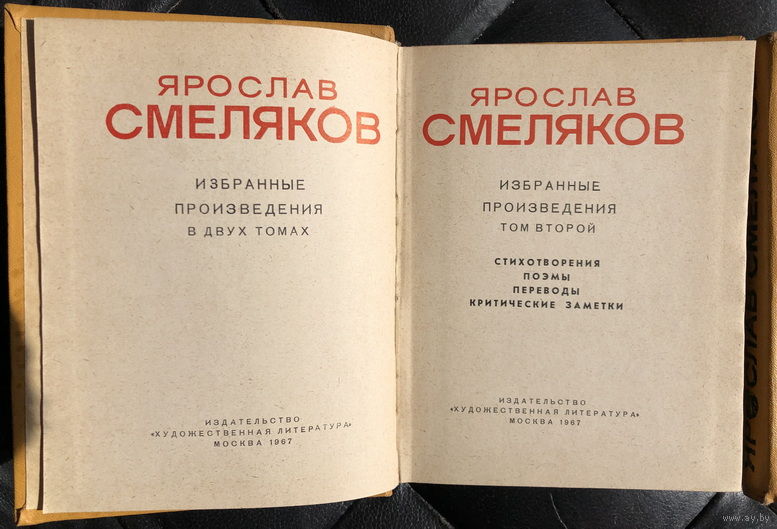 ЯРОСЛАВ
СМЕЛЯКОВ
ИЗБРАННЫЕ
ПРОИЗВЕДЕНИЯ
В ДВУХ ТОМАХ
ИЗДАТЕЛЬСТВО
«ХУДОЖЕСТВЕННАЯ ЛИТЕРАТУРА»
МОСКВА 1967
ЯРОСЛАВ
СМЕЛЯКОВ
ИЗБРАННЫЕ
ПРОИЗВЕДЕНИЯ
ТОМ ВТОРОЙ
СТИХОТВОРЕНИЯ
ПОЭМЫ
ПЕРЕВОДЫ
КРИТИЧЕСКИЕ ЗАМЕТКИ
ИЗДАТЕЛЬСТВО
«ХУДОЖЕСТВЕННАЯ ЛИТЕРАТУРА»
МОСКВА 1967
ЯРОСЛАВ
www.ay.by